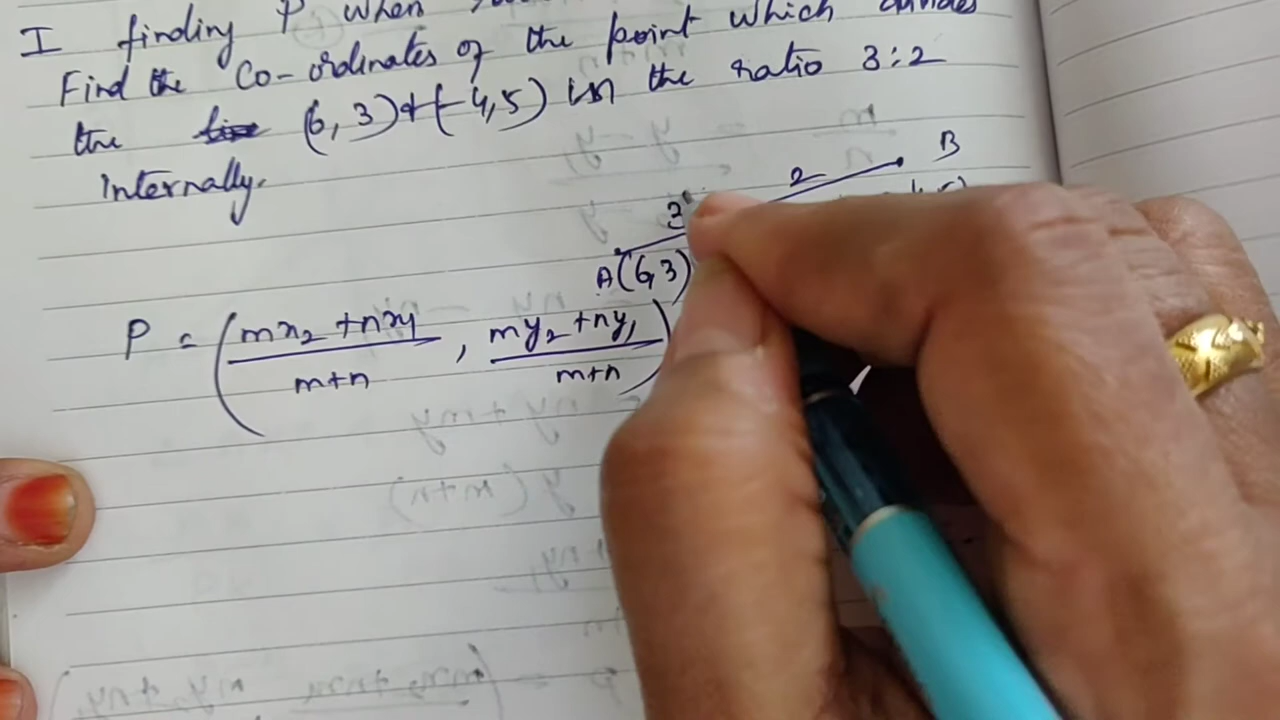 I finding P when
Find the Co-ordinates of the point which divides
the line (6, 3) & (-4,5) in the ratio 3:2
Internally.
B
2
3
A(6,3)
P = (mx₂ + nx₁ / m+n , my₂ + ny₁ / m+n)